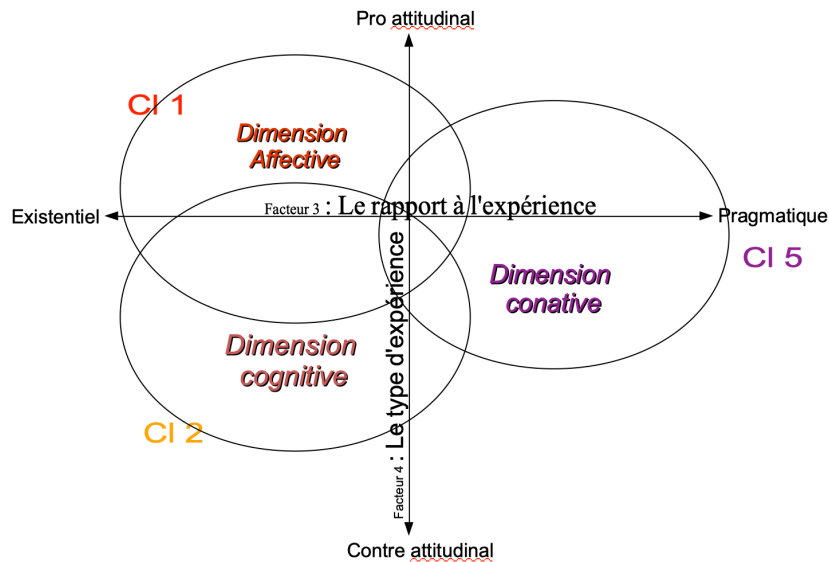 Pro attitudinal
Cl 1
Dimension
Affective
Facteur 3 : Le rapport à l'expérience
Existentiel
Pragmatique
Cl 5
Dimension
conative
Dimension
cognitive
Cl 2
Facteur 4 : Le type d'expérience
Contre attitudinal